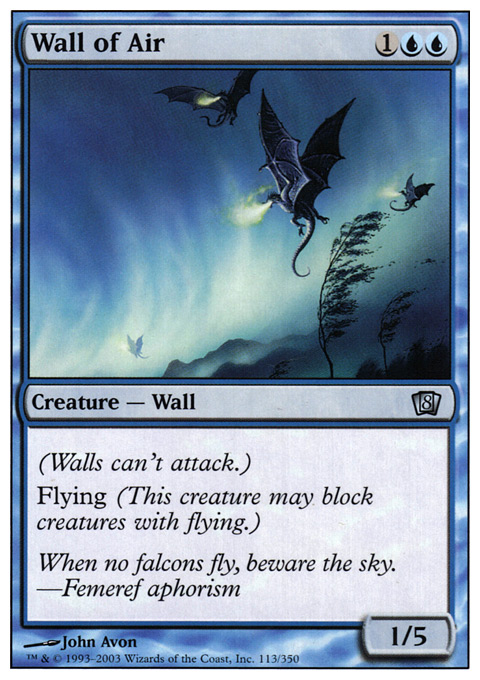 Wall of Air
1
Creature — Wall
8
(Walls can't attack.)
Flying (This creature may block
creatures with flying.)
When no falcons fly, beware the sky.
—Femeref aphorism
1/5
John Avon
™ & © 1993–2003 Wizards of the Coast, Inc. 113/350